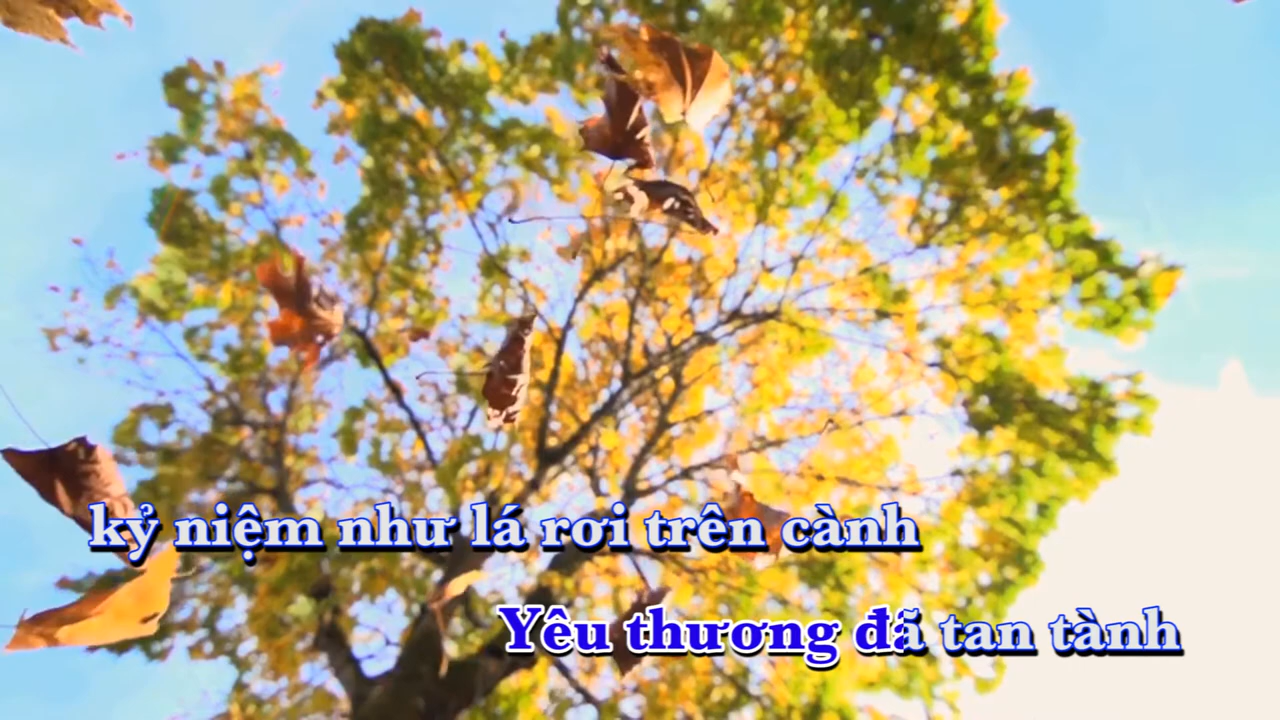 kỷ niệm như lá rơi trên cành
Yêu thương đã tan tành